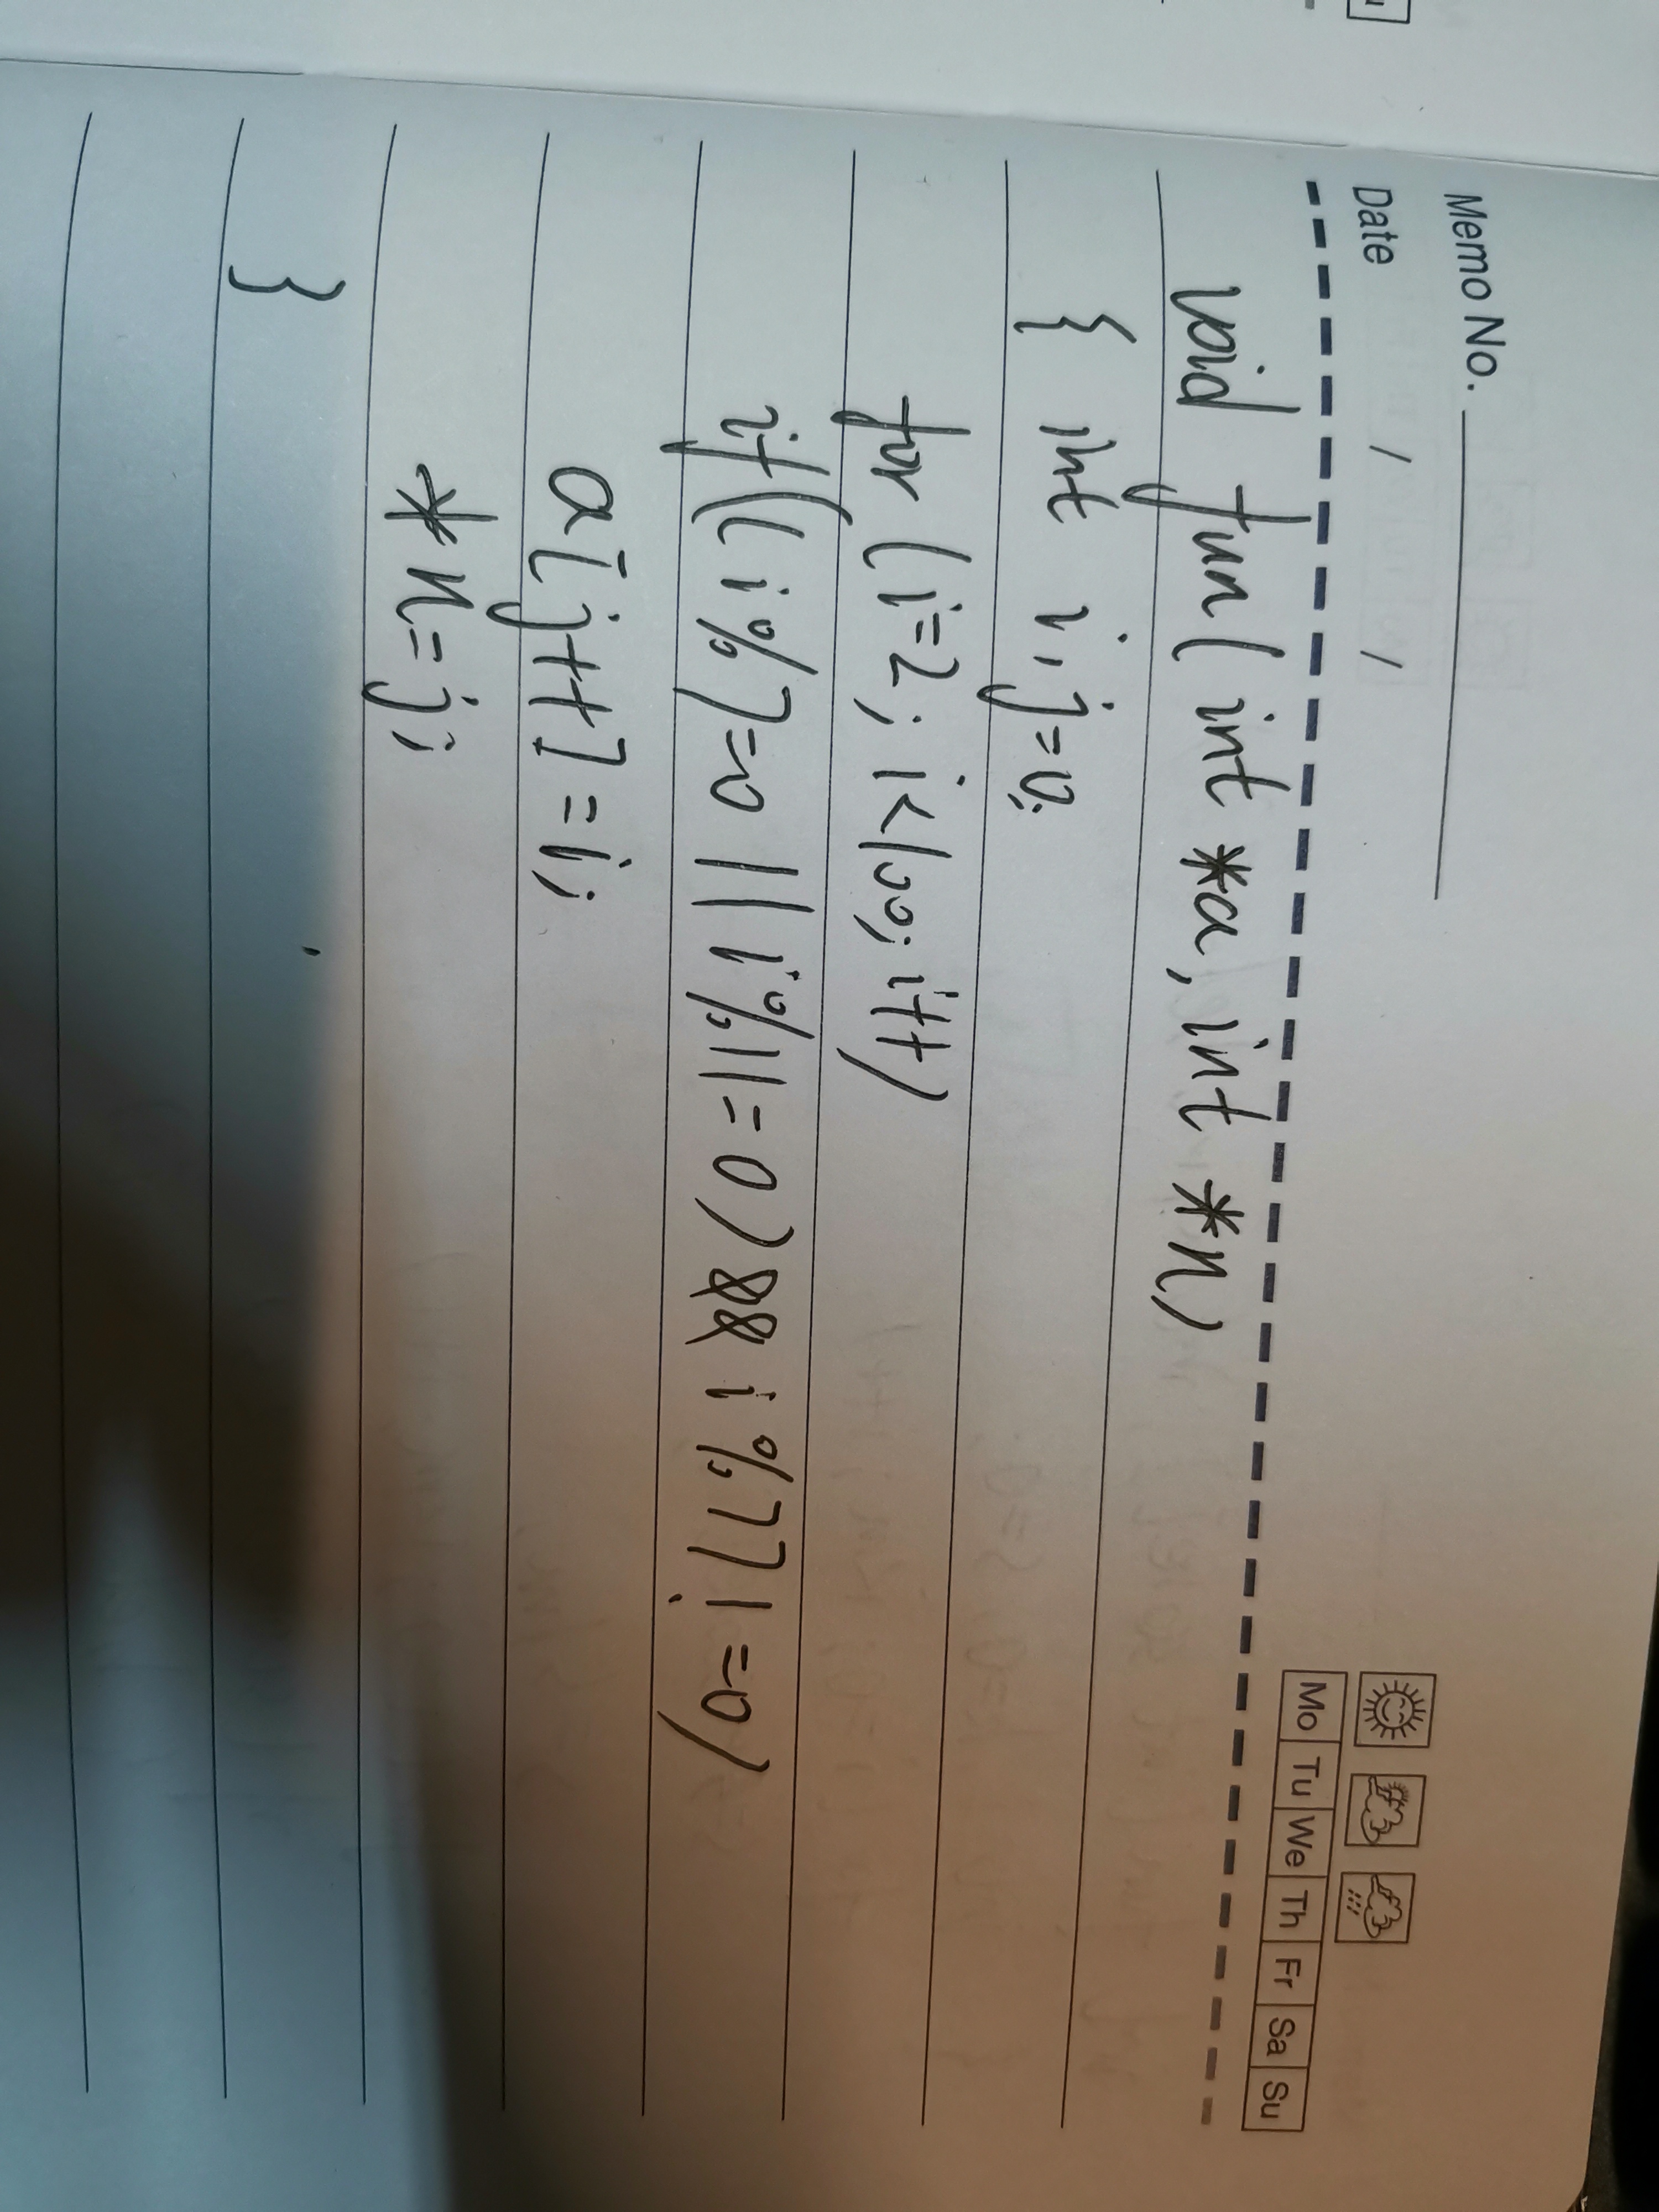 Memo No.
Date / /
Mo Tu We Th Fr Sa Su
void fun( int *a, int *n)
{ int i, j=0;
for (i=2; i<100; i++)
if((i%7=0 || i%11=0)&& i%77!=0)
a[j++]=i;
*n=j;
}